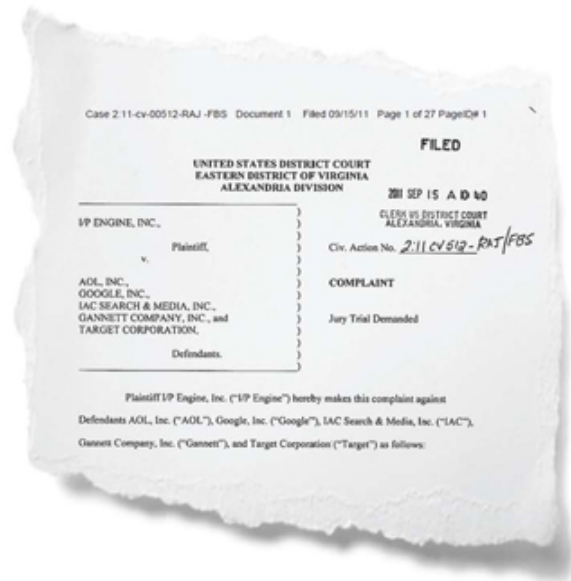 Case 2:11-cv-00512-RAJ -FBS Document 1 Filed 09/15/11 Page 1 of 27 PageID# 1
FILED
UNITED STATES DISTRICT COURT
EASTERN DISTRICT OF VIRGINIA
ALEXANDRIA DIVISION
2011 SEP 15 A
CLERK US DISTRICT COURT
ALEXANDRIA, VIRGINIA
I/P ENGINE, INC.,
Plaintiff,
v.
AOL, INC.,
GOOGLE, INC.,
IAC SEARCH & MEDIA, INC.,
GANNETT COMPANY, INC., and
TARGET CORPORATION,
Defendants.
Civ. Action No. 2:11 CV 512 - RAJ/FBS
COMPLAINT
Jury Trial Demanded
Plaintiff I/P Engine, Inc. ("I/P Engine") hereby makes this complaint against
Defendants AOL, Inc. ("AOL"), Google, Inc. ("Google"), IAC Search & Media, Inc. ("IAC"),
Gannett Company, Inc. ("Gannett"), and Target Corporation ("Target") as follows: